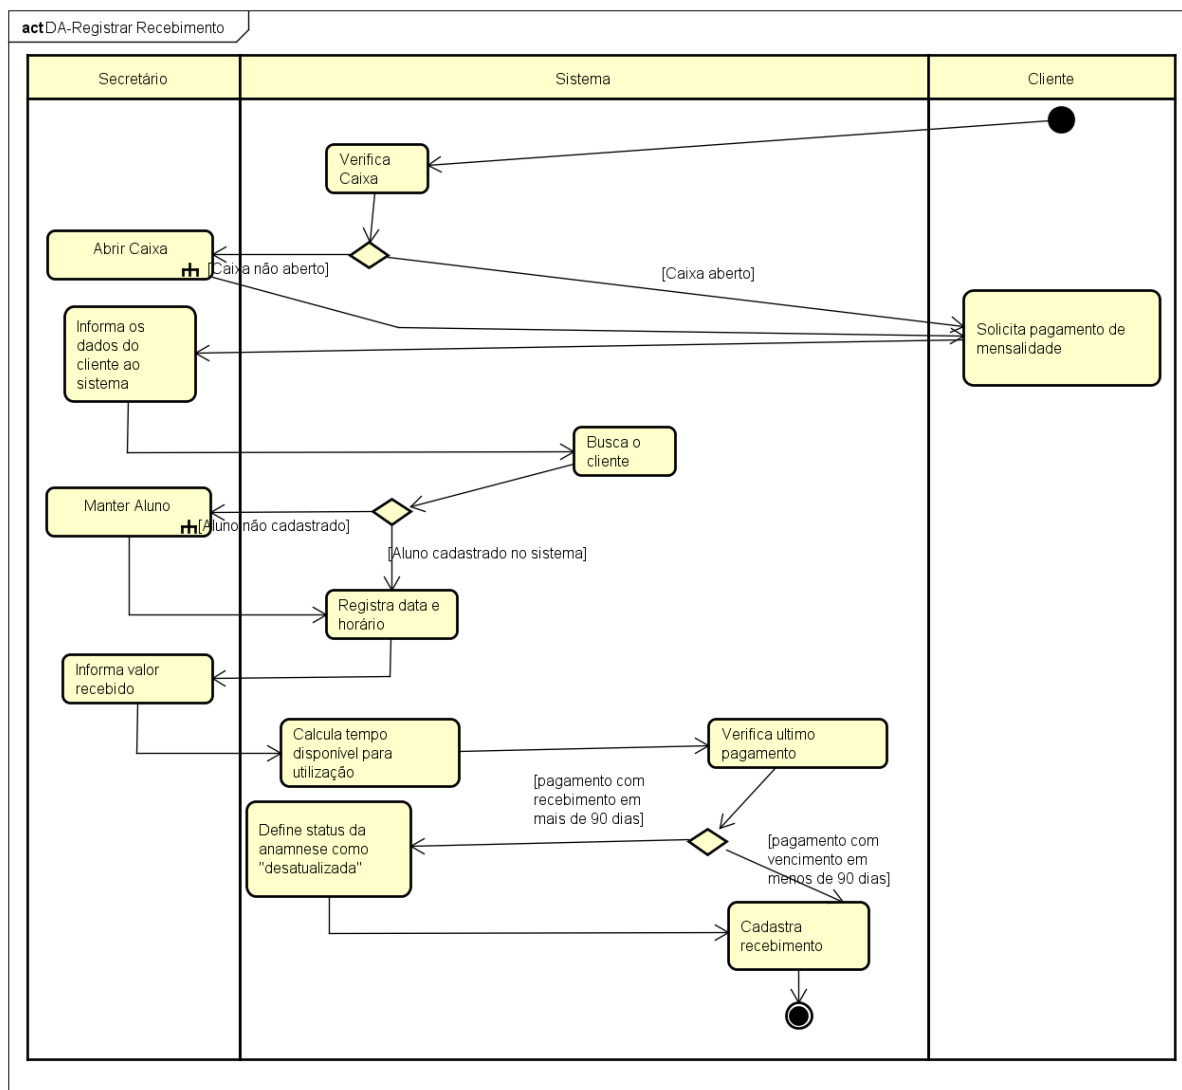 act DA-Registrar Recebimento
Secretário
Sistema
Cliente
Verifica
Caixa
Abrir Caixa
[Caixa não aberto]
[Caixa aberto]
Informa os
dados do
cliente ao
sistema
Solicita pagamento de
mensalidade
Busca o
cliente
Manter Aluno
[Aluno não cadastrado]
[Aluno cadastrado no sistema]
Registra data e
horário
Informa valor
recebido
Calcula tempo
disponível para
utilização
Verifica ultimo
pagamento
[pagamento com
recebimento em
mais de 90 dias]
Define status da
anamnese como
"desatualizada"
[pagamento com
vencimento em
menos de 90 dias]
Cadastra
recebimento